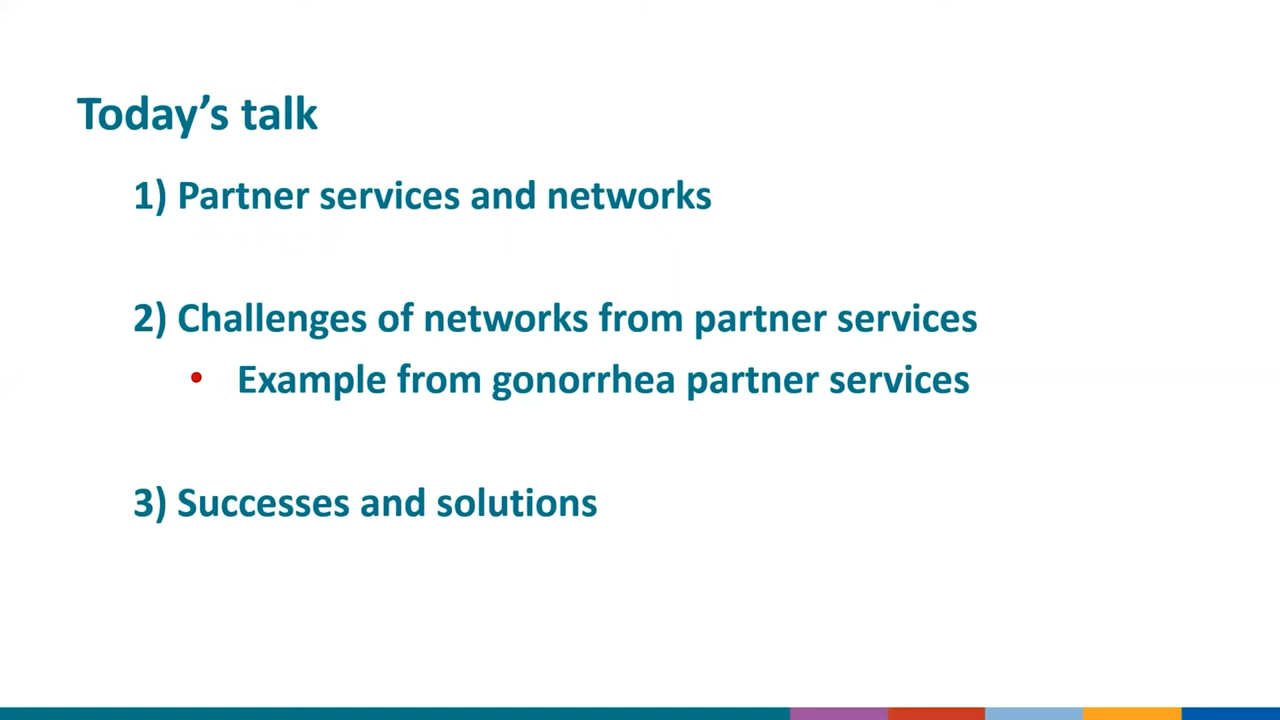 Today’s talk
1) Partner services and networks
2) Challenges of networks from partner services
• Example from gonorrhea partner services
3) Successes and solutions